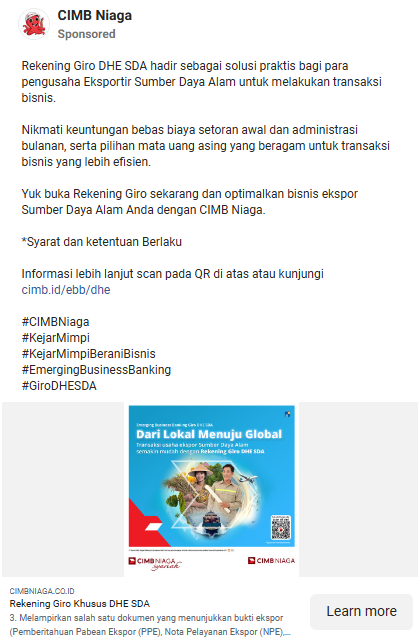 CIMB Niaga
Sponsored
Rekening Giro DHE SDA hadir sebagai solusi praktis bagi para
pengusaha Eksportir Sumber Daya Alam untuk melakukan transaksi
bisnis.
Nikmati keuntungan bebas biaya setoran awal dan administrasi
bulanan, serta pilihan mata uang asing yang beragam untuk transaksi
bisnis yang lebih efisien.
Yuk buka Rekening Giro sekarang dan optimalkan bisnis ekspor
Sumber Daya Alam Anda dengan CIMB Niaga.
*Syarat dan ketentuan Berlaku
Informasi lebih lanjut scan pada QR di atas atau kunjungi
cimb.id/ebb/dhe
#CIMBNiaga
#KejarMimpi
#KejarMimpiBeraniBisnis
#EmergingBusinessBanking
#GiroDHESDA
Emerging Business Banking Giro DHE SDA
Dari Lokal Menuju Global
Transaksi usaha ekspor Sumber Daya Alam
semakin mudah dengan Rekening Giro DHE SDA
CIMB NIAGA syariah
CIMB NIAGA
CIMBNIAGA.CO.ID
Rekening Giro Khusus DHE SDA
3. Melampirkan salah satu dokumen yang menunjukkan bukti ekspor
(Pemberitahuan Pabean Ekspor (PPE), Nota Pelayanan Ekspor (NPE),...
Learn more